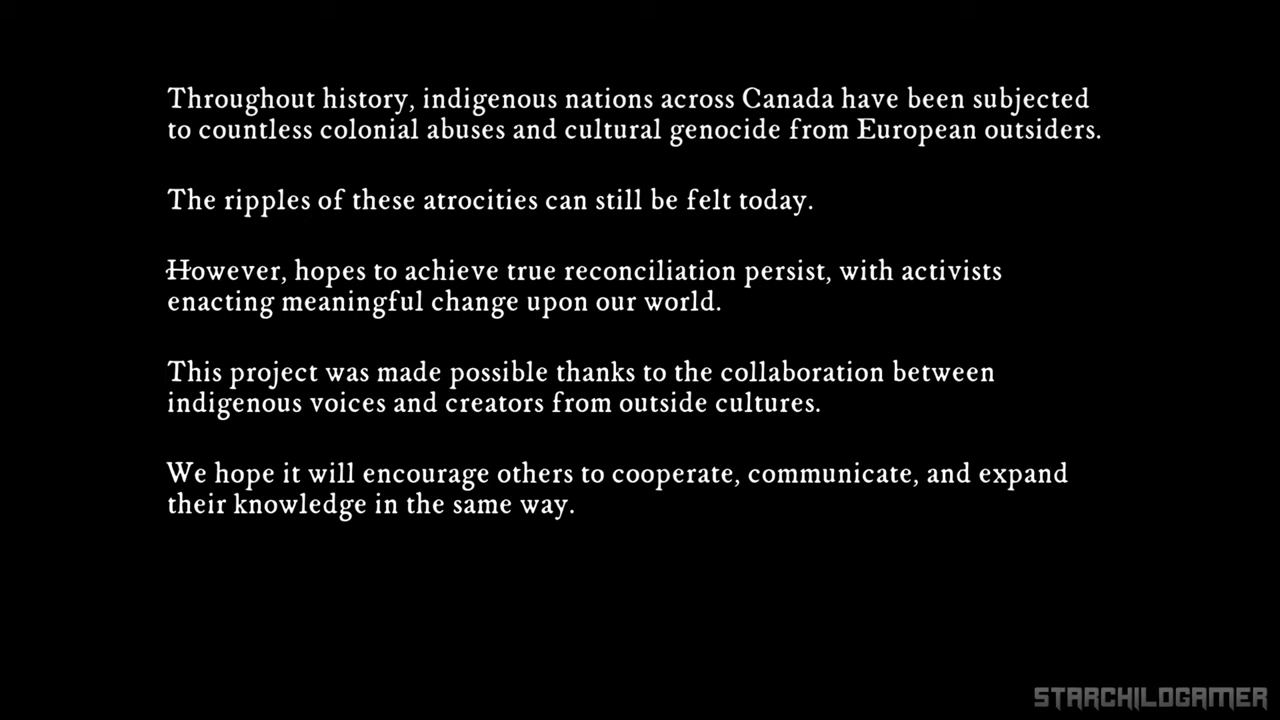 Throughout history, indigenous nations across Canada have been subjected
to countless colonial abuses and cultural genocide from European outsiders.
The ripples of these atrocities can still be felt today.
However, hopes to achieve true reconciliation persist, with activists
enacting meaningful change upon our world.
This project was made possible thanks to the collaboration between
indigenous voices and creators from outside cultures.
We hope it will encourage others to cooperate, communicate, and expand
their knowledge in the same way.
STARCHILDGAMER